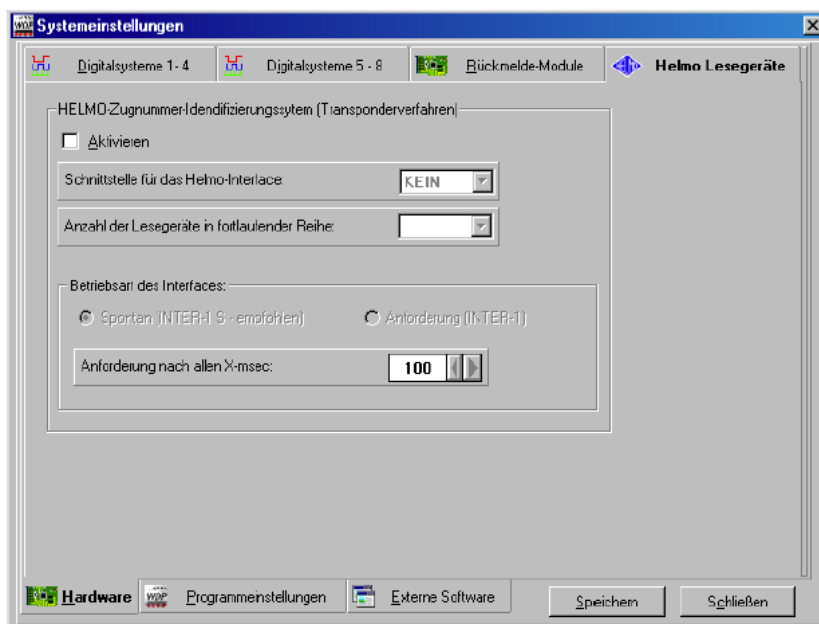 Systemeinstellungen
Digitalsysteme 1 - 4
Digitalsysteme 5 - 8
Rückmelde-Module
Helmo Lesegeräte
HELMO-Zugnummer-Idendifizierungssytem (Transponderverfahren)
Aktivieren
Schnittstelle für das Helmo-Interface:
KEIN
Anzahl der Lesegeräte in fortlaufender Reihe:
Betriebsart des Interfaces:
Spontan (INTER-1 S - empfohlen)
Anforderung (INTER-1)
Anforderung nach allen X-msec:
100
Hardware
WDP
Programmeinstellungen
Externe Software
Speichern
Schließen